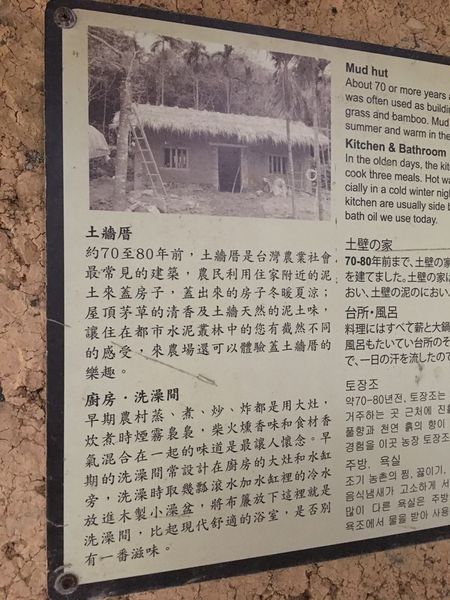 土牆厝
約70至80年前，土牆厝是台灣農業社會
最常見的建築，農民利用住家附近的泥
土來蓋房子，蓋出來的房子冬暖夏涼；
屋頂茅草的清香及土牆天然的泥土味，
讓住在都市水泥叢林中的您有截然不同
的感受，來農場還可以體驗蓋土牆厝的
樂趣。
廚房·洗澡間
早期農村蒸、煮、炒、炸都是用大灶，
炊煮時煙霧裊裊，柴火燻香味和食材香
氣混合在一起的味道是最讓人懷念。早
期的洗澡間常設計在廚房的大灶和水缸
旁，洗澡時取幾瓢滾水加水缸裡的冷水
放進木製小澡盆，將布簾放下這裡就是
洗澡間，比起現代舒適的浴室，是否別
有一番滋味。
Mud hut
About 70 or more years
was often used as
grass and bamboo. Mud
summer and warm in the
Kitchen & Bathroom
In the olden days, the
cook three meals. Hot
cially in a cold winter
kitchen are usually side
bath oil we use today.
土壁の家
70-80年前まで、土壁の家
を建てました。土壁の家は
おい、土壁の泥のにおい
台所・風呂
料理にはすべて薪と大鍋
風呂もたいてい台所のそ
で、一日の汗を流したので
토장조
약70-80년전, 토장조는
거주하는 곳 근처에 진흙
풀향과 천연 흙의 향이
경험을 이곳 농장 토장조
주방. 욕실
조기 농촌의 찜, 끓이기,
음식냄새가 고소하게 서
많이 다른 욕실은 주방
욕조에서 물을 받아 사용